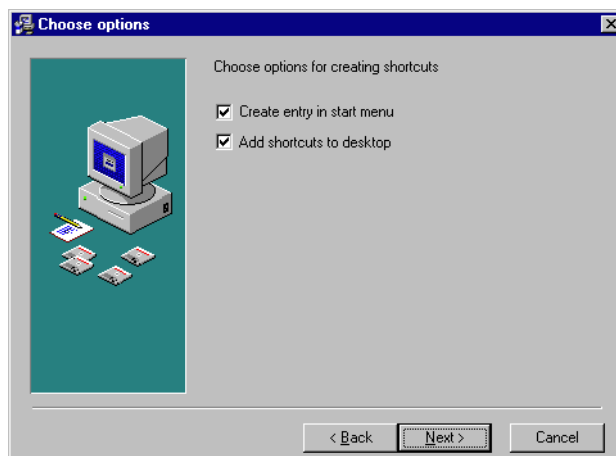 Choose options
Choose options for creating shortcuts
Create entry in start menu
Add shortcuts to desktop
< Back
Next >
Cancel